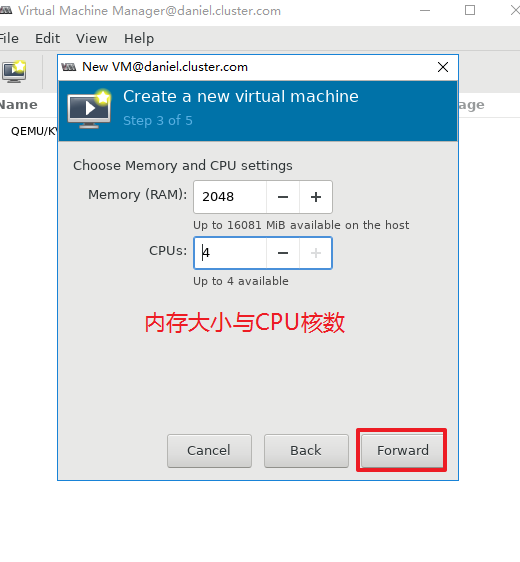 Virtual Machine Manager@daniel.cluster.com
File Edit View Help
Name
QEMU/KV
New VM@daniel.cluster.com
Create a new virtual machine
Step 3 of 5
Choose Memory and CPU settings
Memory (RAM): 2048
Up to 16081 MiB available on the host
CPUs: 4
Up to 4 available
内存大小与CPU核数
Cancel Back Forward